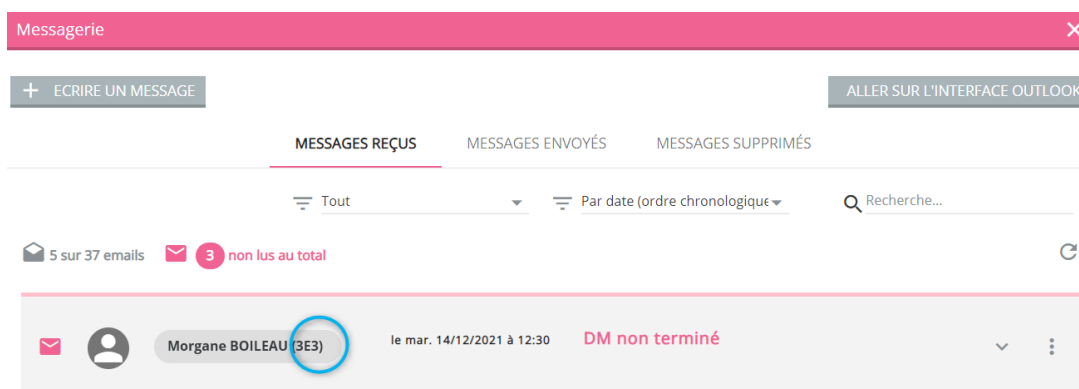 Messagerie
ECRIRE UN MESSAGE
ALLER SUR L'INTERFACE OUTLOOK
MESSAGES REÇUS MESSAGES ENVOYÉS MESSAGES SUPPRIMÉS
Tout Par date (ordre chronologique Recherche...
5 sur 37 emails 3 non lus au total
Morgane BOILEAU (3E3) le mar. 14/12/2021 à 12:30 DM non terminé